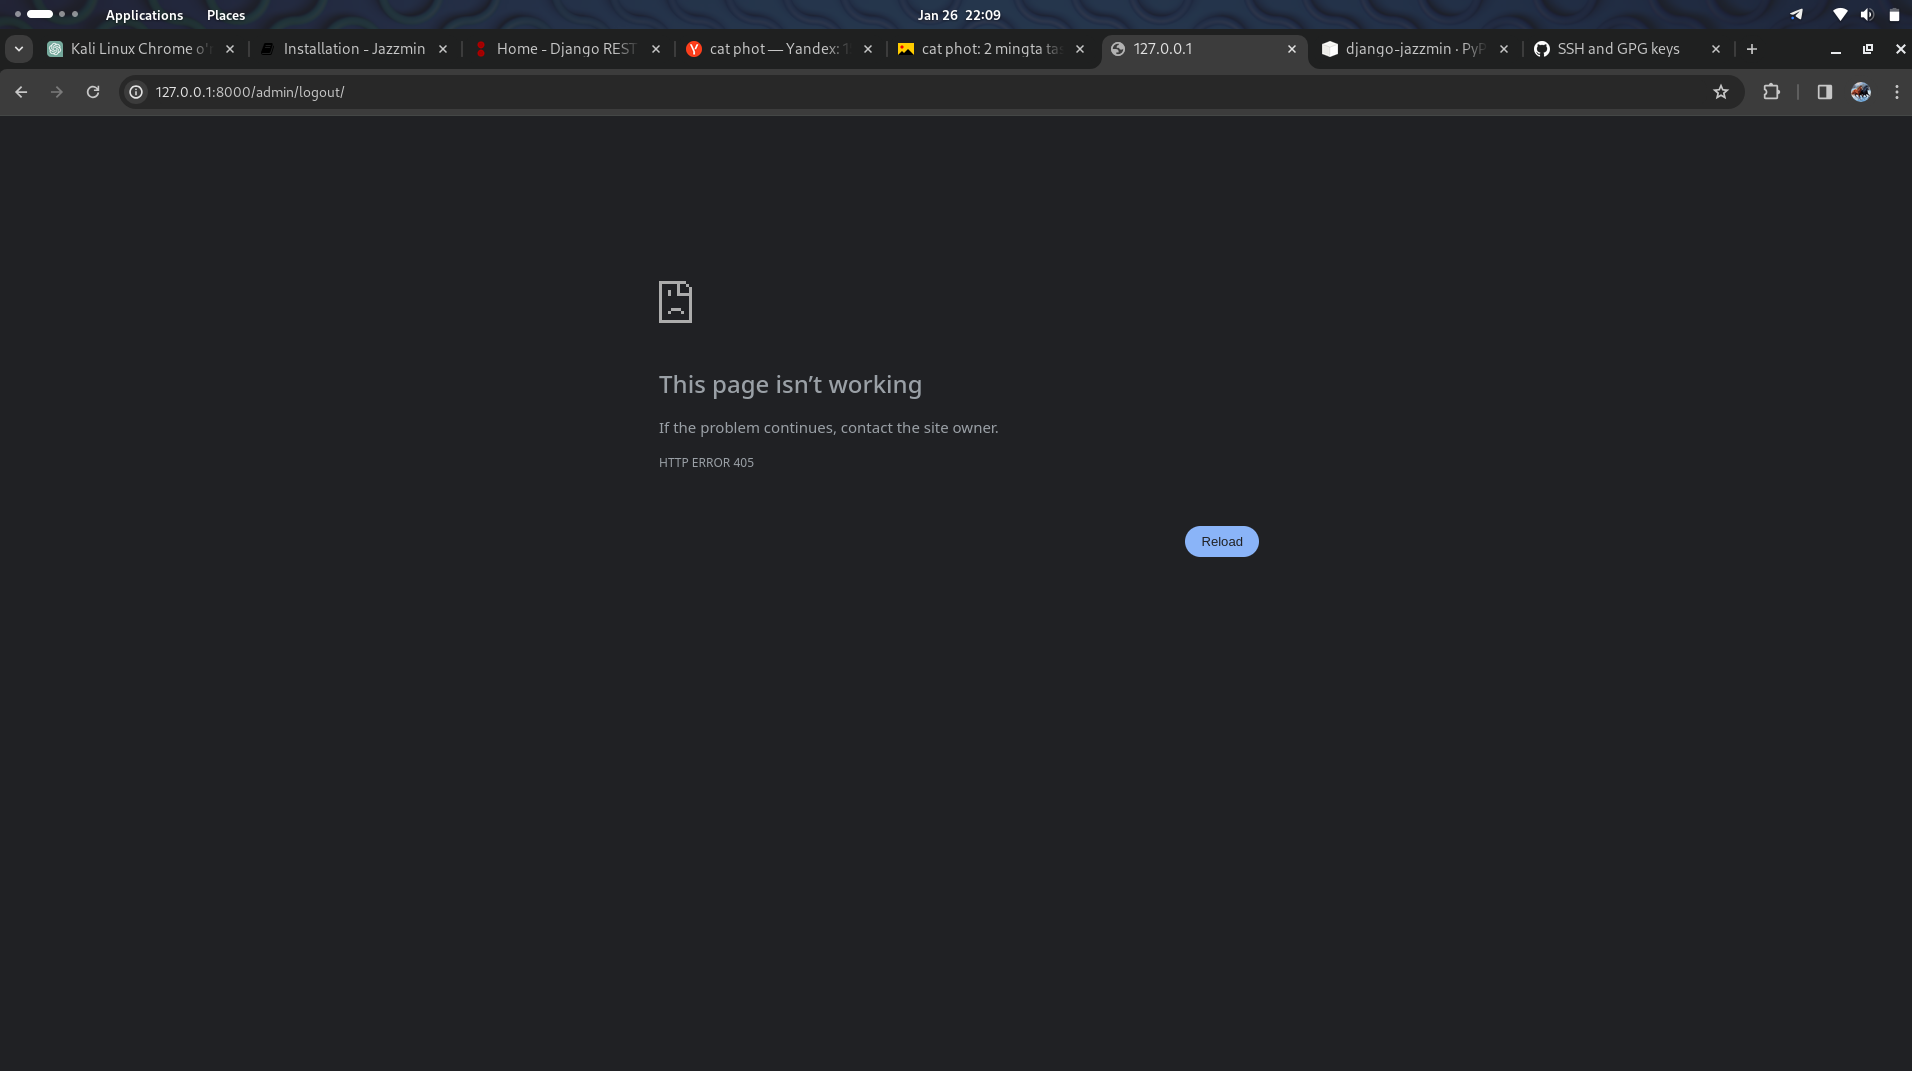 Applications Places Jan 26 22:09
Kali Linux Chrome o' Installation - Jazzmin Home - Django REST cat phot — Yandex: cat phot: 2 mingta ta 127.0.0.1 django-jazzmin · PyP SSH and GPG keys
127.0.0.1:8000/admin/logout/
This page isn’t working
If the problem continues, contact the site owner.
HTTP ERROR 405
Reload